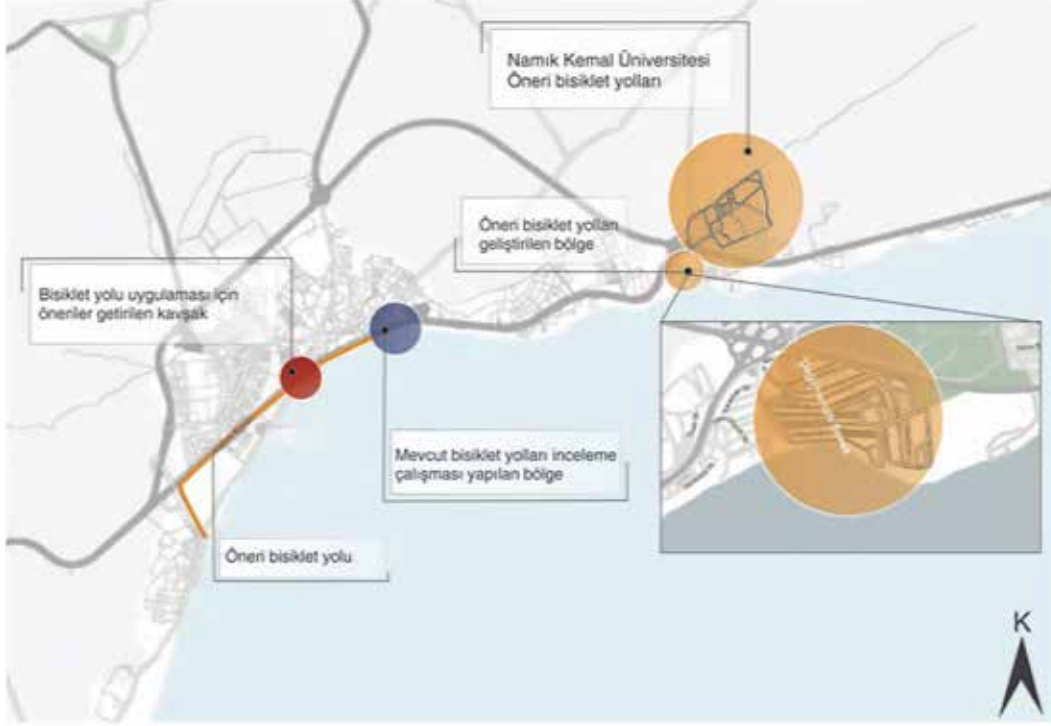 Namık Kemal Üniversitesi
Öneri bisiklet yolları
Öneri bisiklet yolları
geliştirilen bölge
Bisiklet yolu uygulaması için
öneriler getirilen kavşak
Mevcut bisiklet yolları inceleme
çalışması yapılan bölge
Öneri bisiklet yolu
K